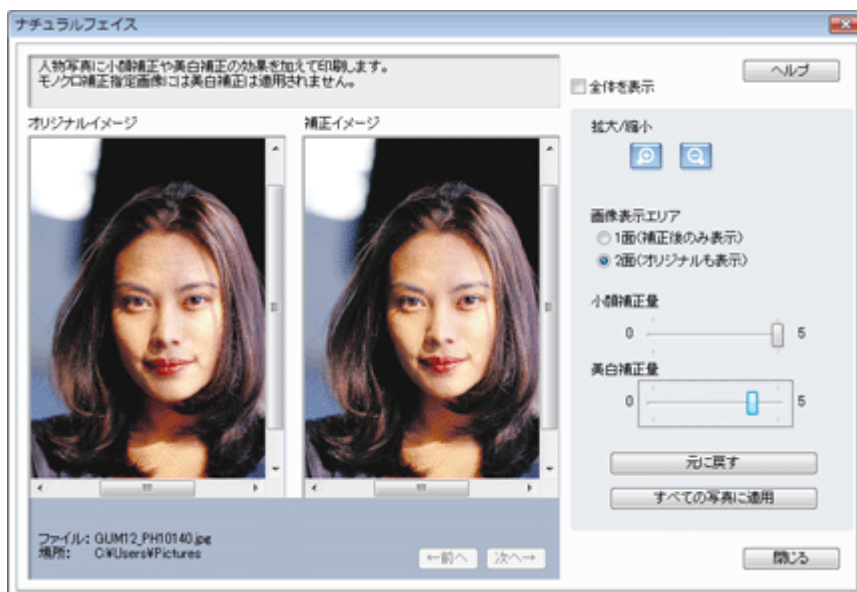 ナチュラルフェイス
人物写真に小顔補正や美白補正の効果を加えて印刷します。
モノクロ補正指定画像には美白補正は適用されません。
ヘルプ
全体を表示
オリジナルイメージ
補正イメージ
拡大/縮小
画像表示エリア
1面(補正後のみ表示)
2面(オリジナルも表示)
小顔補正量
0 5
美白補正量
0 5
元に戻す
すべての写真に適用
ファイル: GUM12_PH10140.jpe
場所: C:¥Users¥Pictures
←前へ 次へ→
閉じる